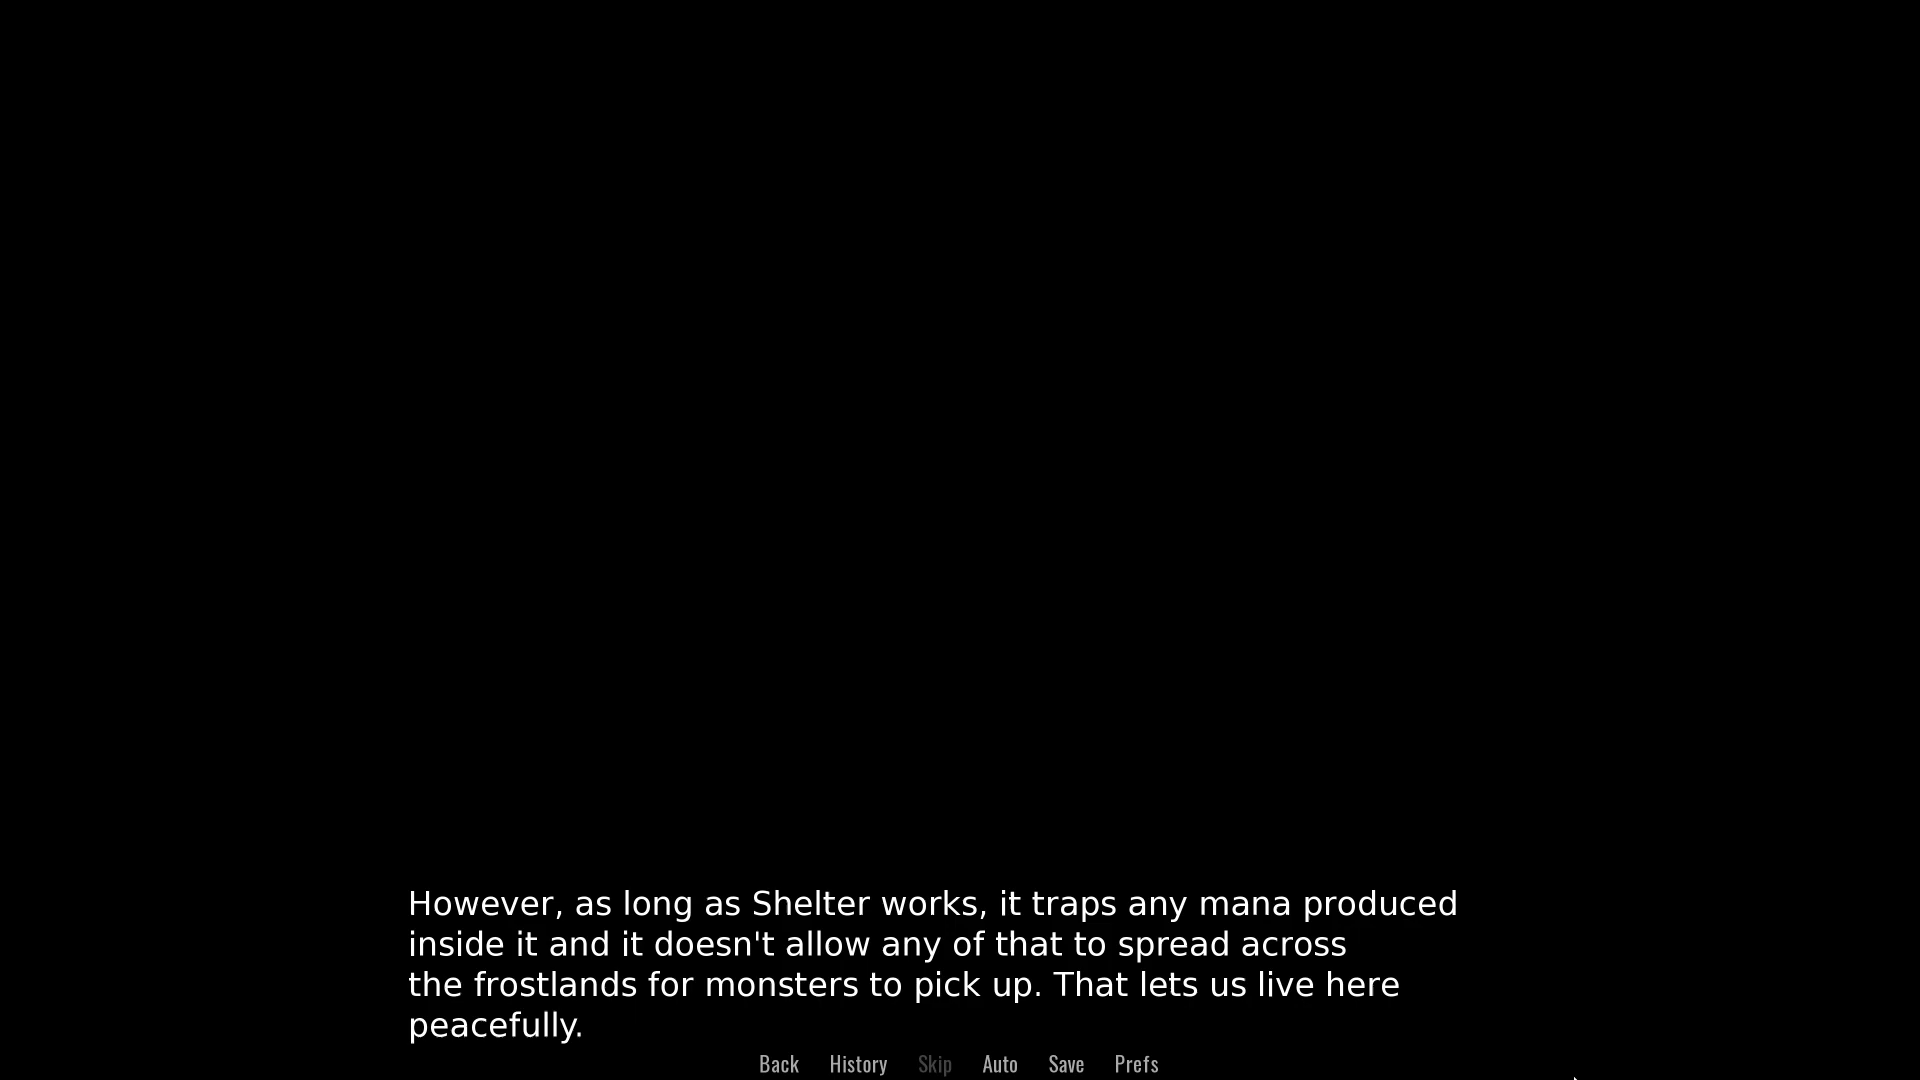 However, as long as Shelter works, it traps any mana produced
inside it and it doesn't allow any of that to spread across
the frostlands for monsters to pick up. That lets us live here
peacefully.
Back History Skip Auto Save Prefs